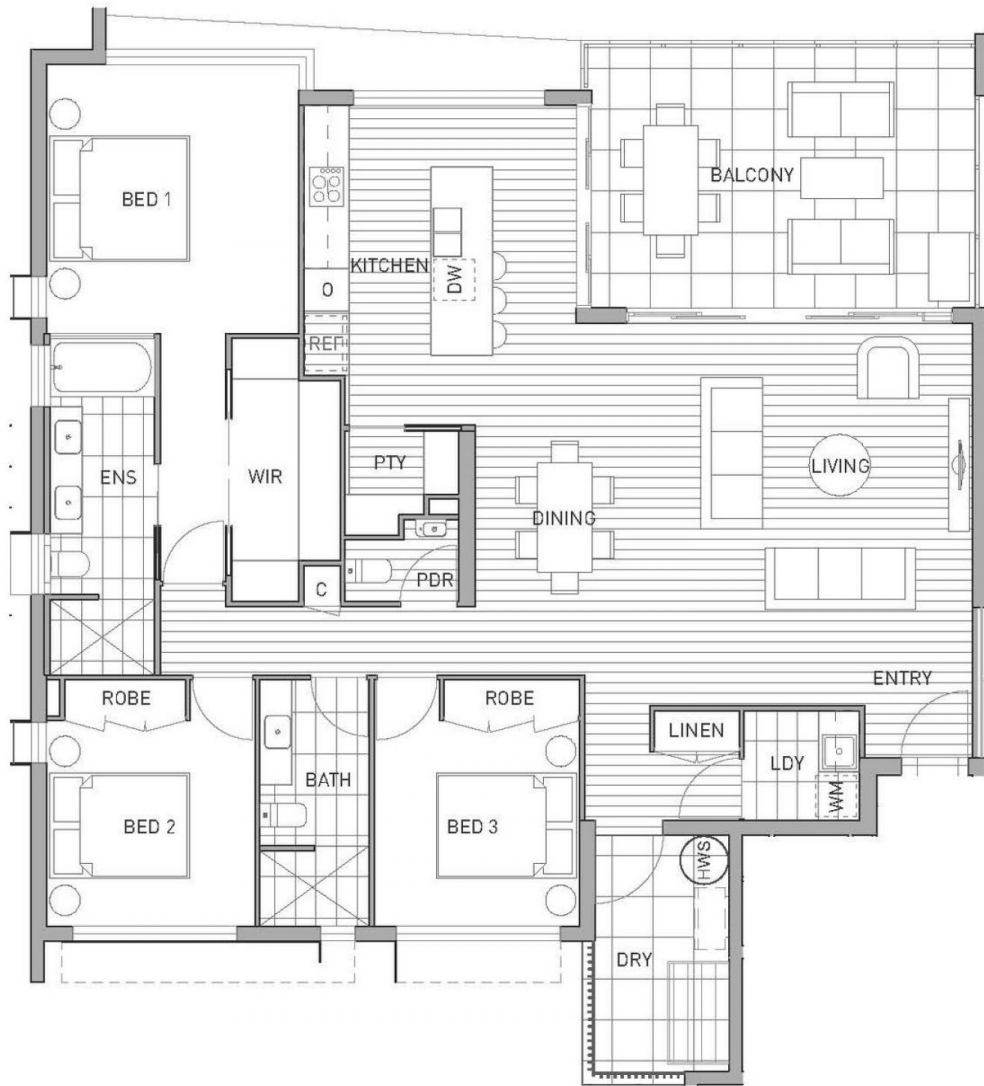 BED 1
BALCONY
KITCHEN
DW
O
REF
ENS
WIR
PTY
LIVING
DINING
PDR
C
ENTRY
ROBE
ROBE
LINEN
LDY
WM
BATH
BED 2
BED 3
HWS
DRY